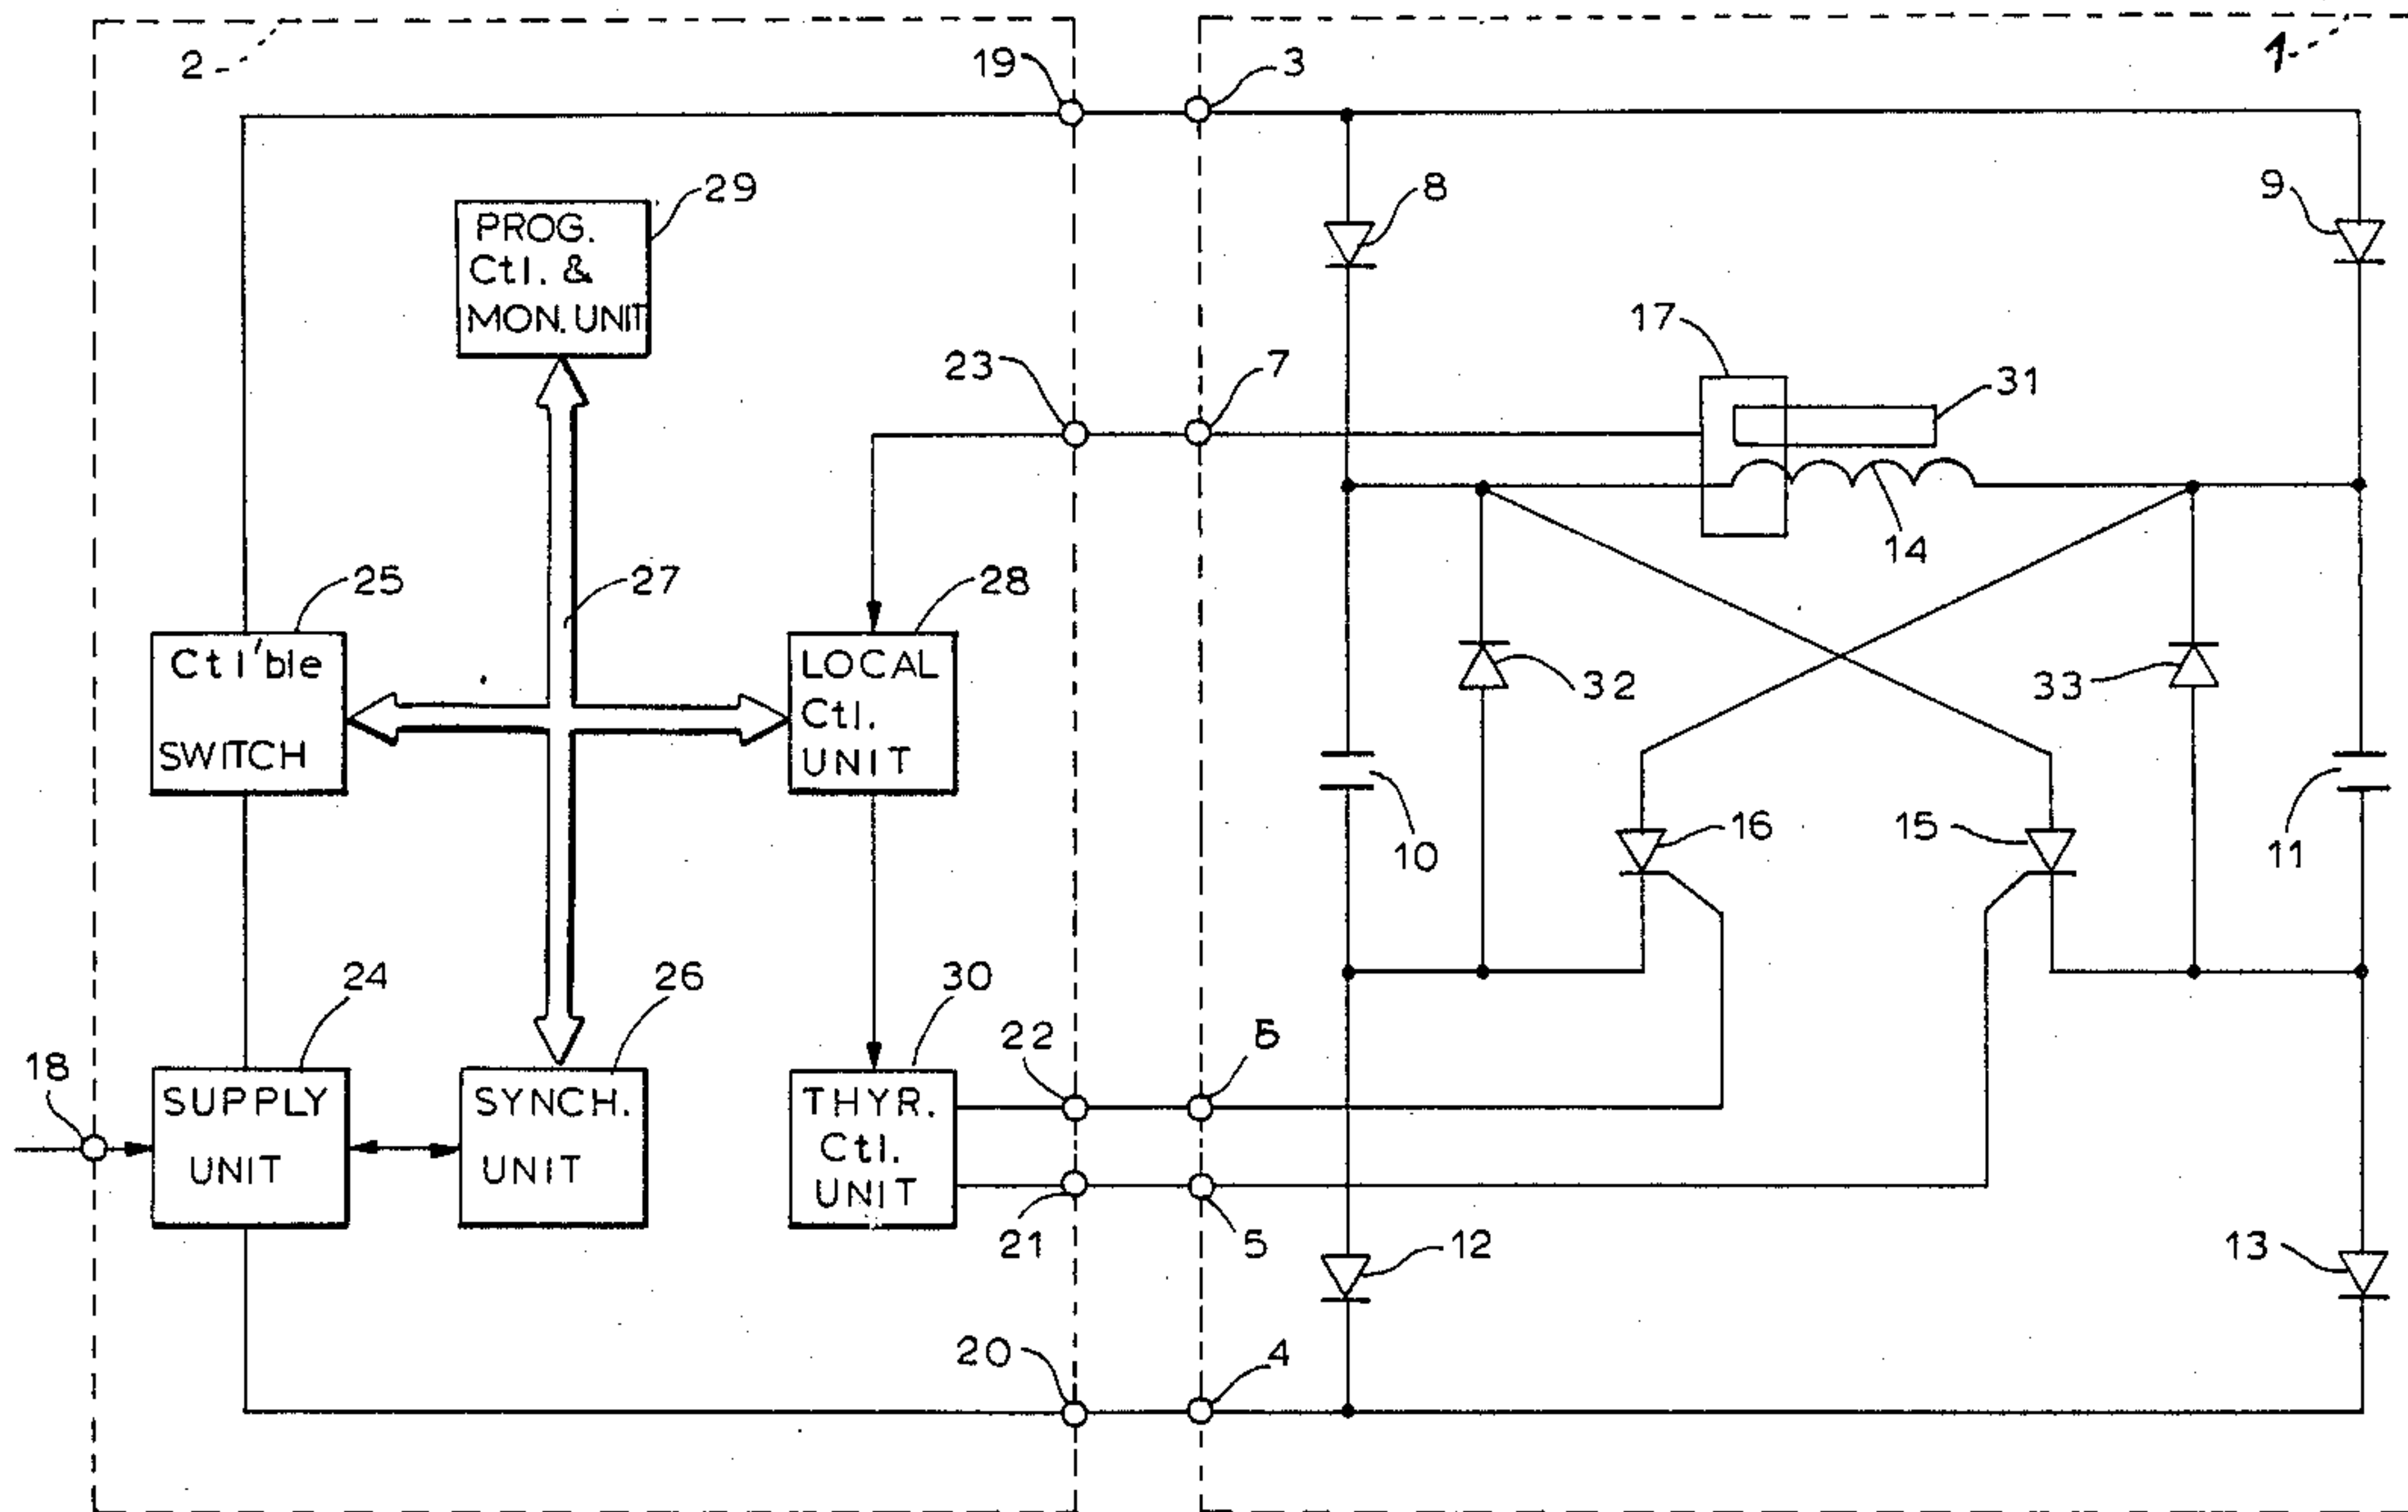 2
19
3
1
29
PROG.
Ctl. &
MON. UNIT
8
9
23
7
17
31
25
27
28
14
Ctl'ble
SWITCH
LOCAL
Ctl.
UNIT
32
33
10
16
15
11
24
26
30
22
18
SUPPLY
UNIT
SYNCH.
UNIT
THYR.
Ctl.
UNIT
21
5
12
13
20
4